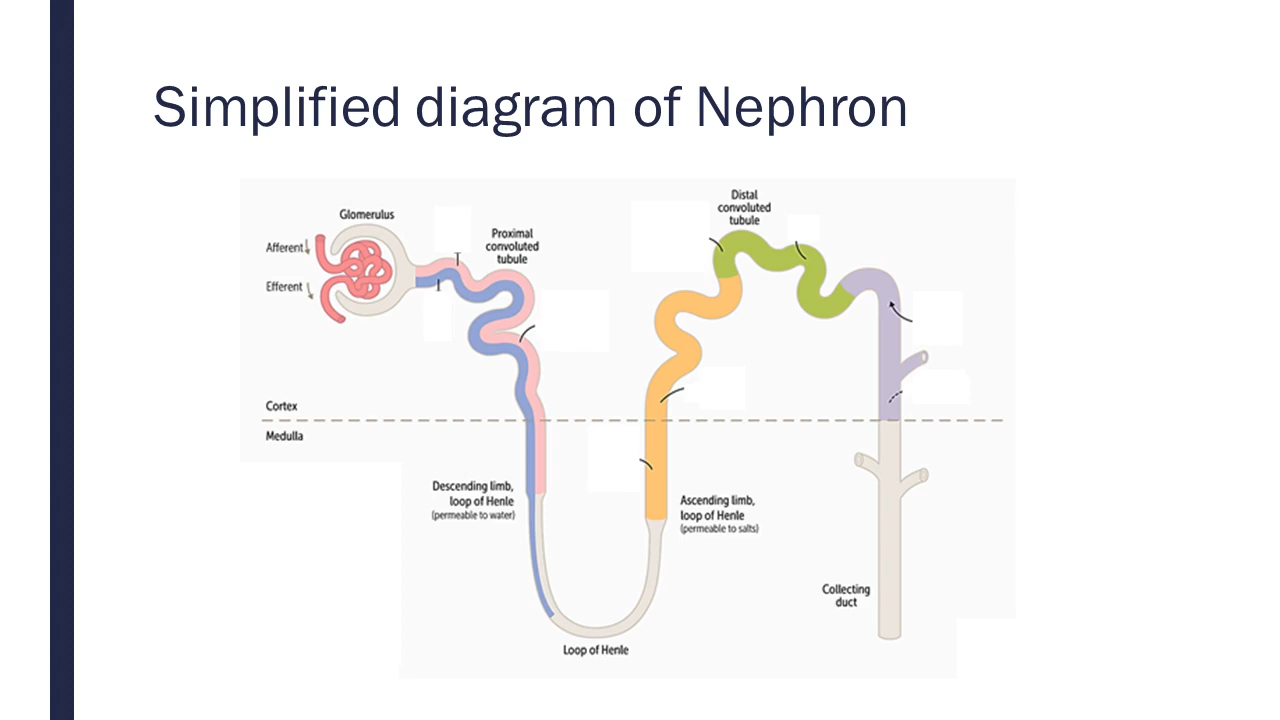 Simplified diagram of Nephron
Glomerulus
Afferent
Efferent
Proximal
convoluted
tubule
Distal
convoluted
tubule
Cortex
Medulla
Descending limb,
loop of Henle
(permeable to water)
Ascending limb,
loop of Henle
(permeable to salts)
Collecting
duct
Loop of Henle